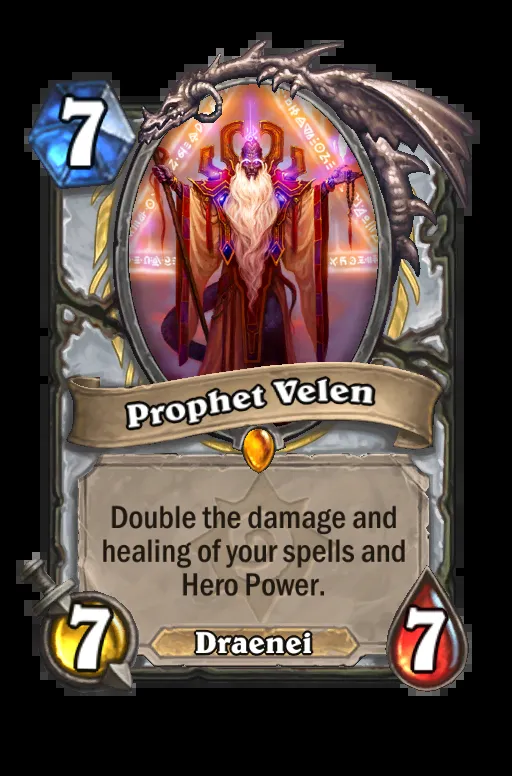 7
Prophet Velen
Double the damage and
healing of your spells and
Hero Power.
7
Draenei
7